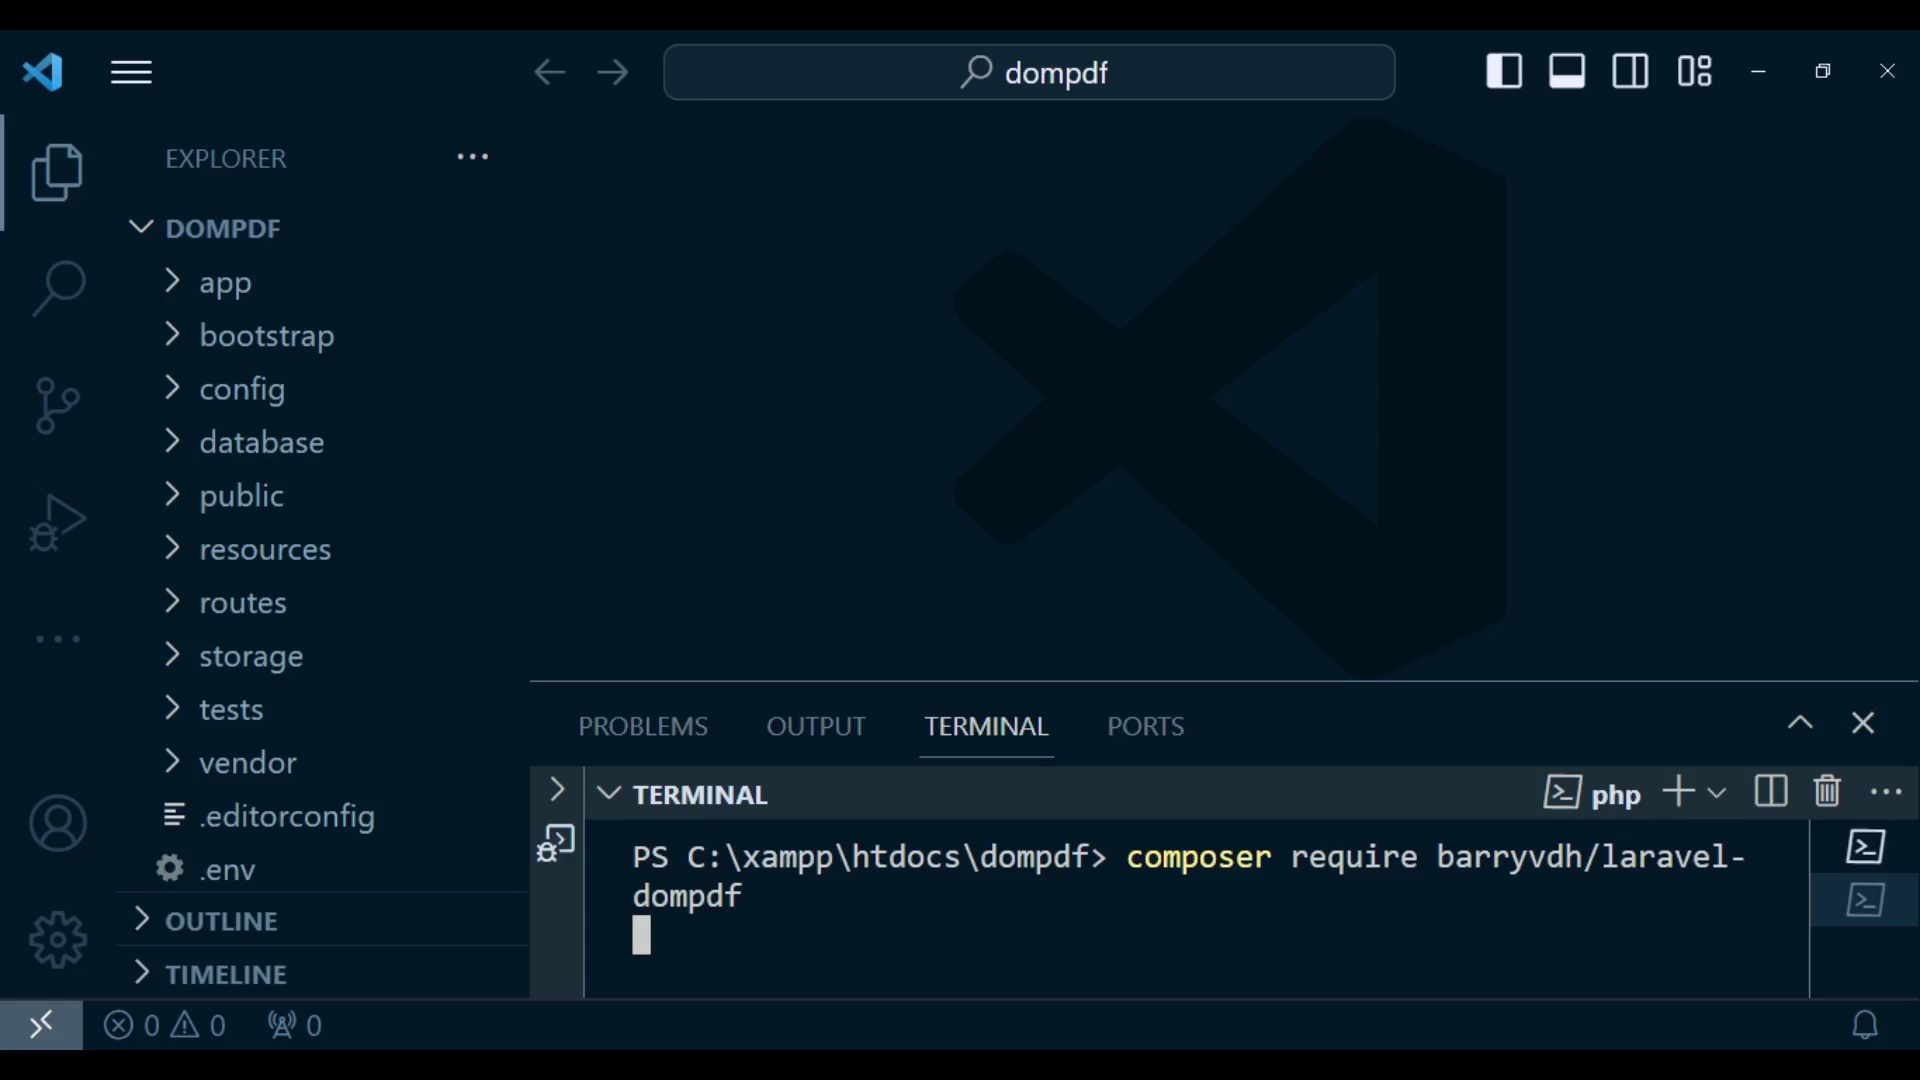 dompdf
EXPLORER
DOMPDF
app
bootstrap
config
database
public
resources
routes
storage
tests
vendor
.editorconfig
.env
OUTLINE
TIMELINE
PROBLEMS OUTPUT TERMINAL PORTS
TERMINAL
php
PS C:\xampp\htdocs\dompdf> composer require barryvdh/laravel-
dompdf
0 0 0